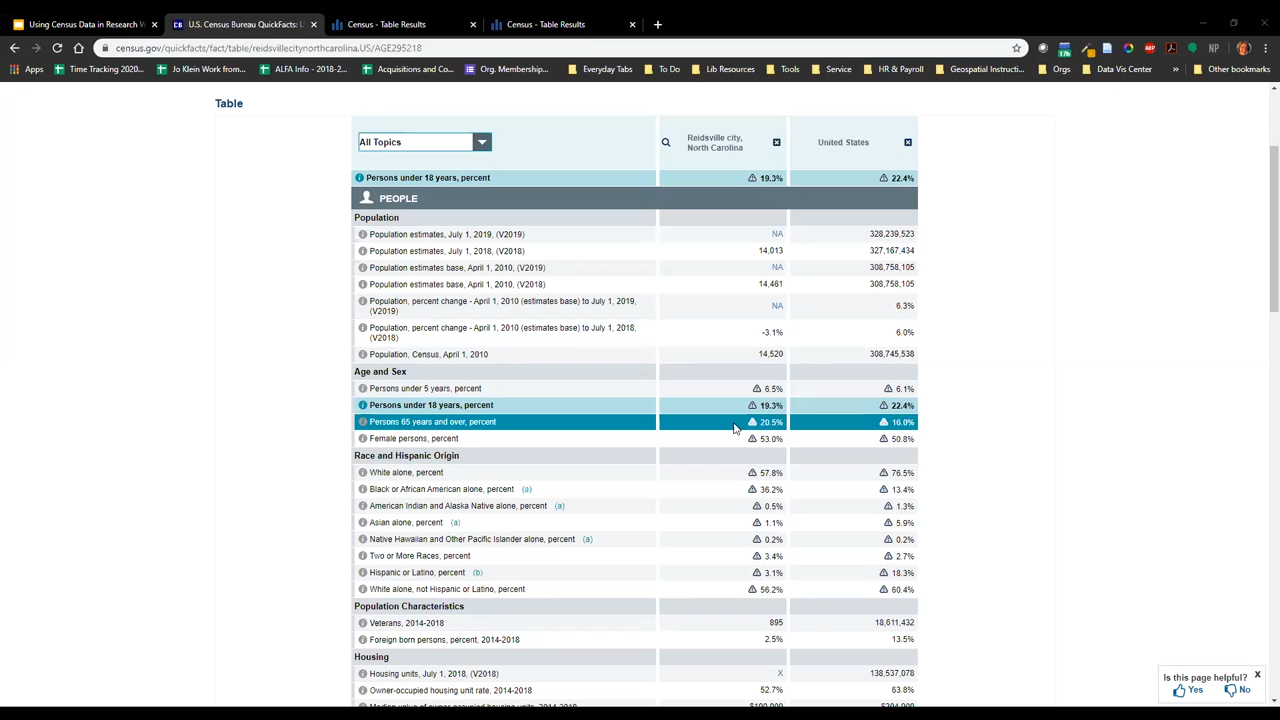 Using Census Data in Research W
U.S. Census Bureau QuickFacts: U
Census - Table Results
Census - Table Results
census.gov/quickfacts/fact/table/reidsvillecitynorthcarolina,US/AGE295218
NP
Apps
Time Tracking 2020...
Jo Klein Work from...
ALFA Info - 2018-2...
Acquisitions and Co...
Org. Membership...
Everyday Tabs
To Do
Lib Resources
Tools
Service
HR & Payroll
Geospatial Instructi...
Orgs
Data Vis Center
Other bookmarks
Table
All Topics
Reidsville city,
North Carolina
United States
Persons under 18 years, percent 19.3% 22.4%
PEOPLE
Population
Population estimates, July 1, 2019, (V2019) NA 328,239,523
Population estimates, July 1, 2018, (V2018) 14,013 327,167,434
Population estimates base, April 1, 2010, (V2019) NA 308,758,105
Population estimates base, April 1, 2010, (V2018) 14,461 308,758,105
Population, percent change - April 1, 2010 (estimates base) to July 1, 2019,
(V2019) NA 6.3%
Population, percent change - April 1, 2010 (estimates base) to July 1, 2018,
(V2018) -3.1% 6.0%
Population, Census, April 1, 2010 14,520 308,745,538
Age and Sex
Persons under 5 years, percent 6.5% 6.1%
Persons under 18 years, percent 19.3% 22.4%
Persons 65 years and over, percent 20.5% 16.0%
Female persons, percent 53.0% 50.8%
Race and Hispanic Origin
White alone, percent 57.8% 76.5%
Black or African American alone, percent (a) 36.2% 13.4%
American Indian and Alaska Native alone, percent (a) 0.5% 1.3%
Asian alone, percent (a) 1.1% 5.9%
Native Hawaiian and Other Pacific Islander alone, percent (a) 0.2% 0.2%
Two or More Races, percent 3.4% 2.7%
Hispanic or Latino, percent (b) 3.1% 18.3%
White alone, not Hispanic or Latino, percent 56.2% 60.4%
Population Characteristics
Veterans, 2014-2018 895 18,611,432
Foreign born persons, percent, 2014-2018 2.5% 13.5%
Housing
Housing units, July 1, 2018, (V2018) X 138,537,078
Owner-occupied housing unit rate, 2014-2018 52.7% 63.8%
Is this page helpful? X
Yes No